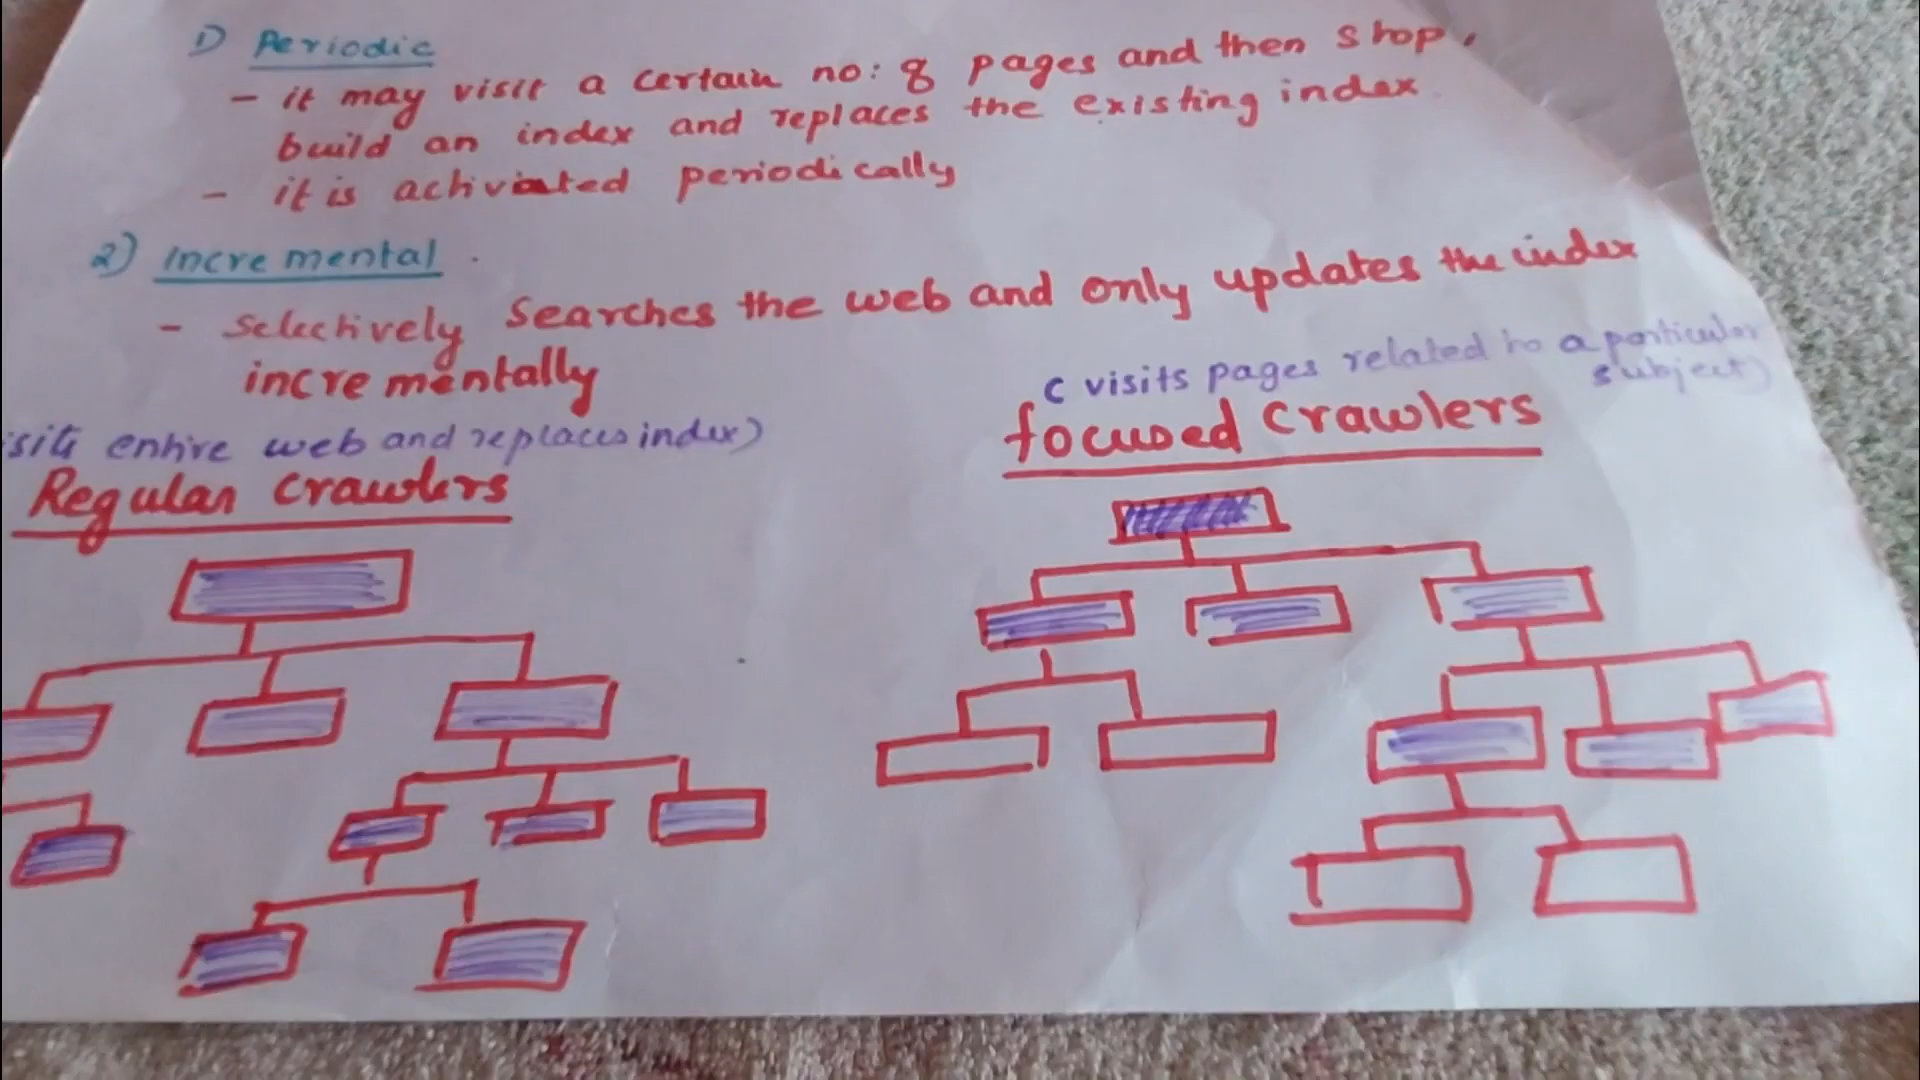 1) Periodic
- it may visit a certain no: of pages and then stop,
build an index and replaces the existing index
- it is activated periodically
2) Incremental
- Selectively Searches the web and only updates the index
incrementally
( visits pages related to a particular
subject)
focused Crawlers
entire web and replaces index)
Regular Crawlers